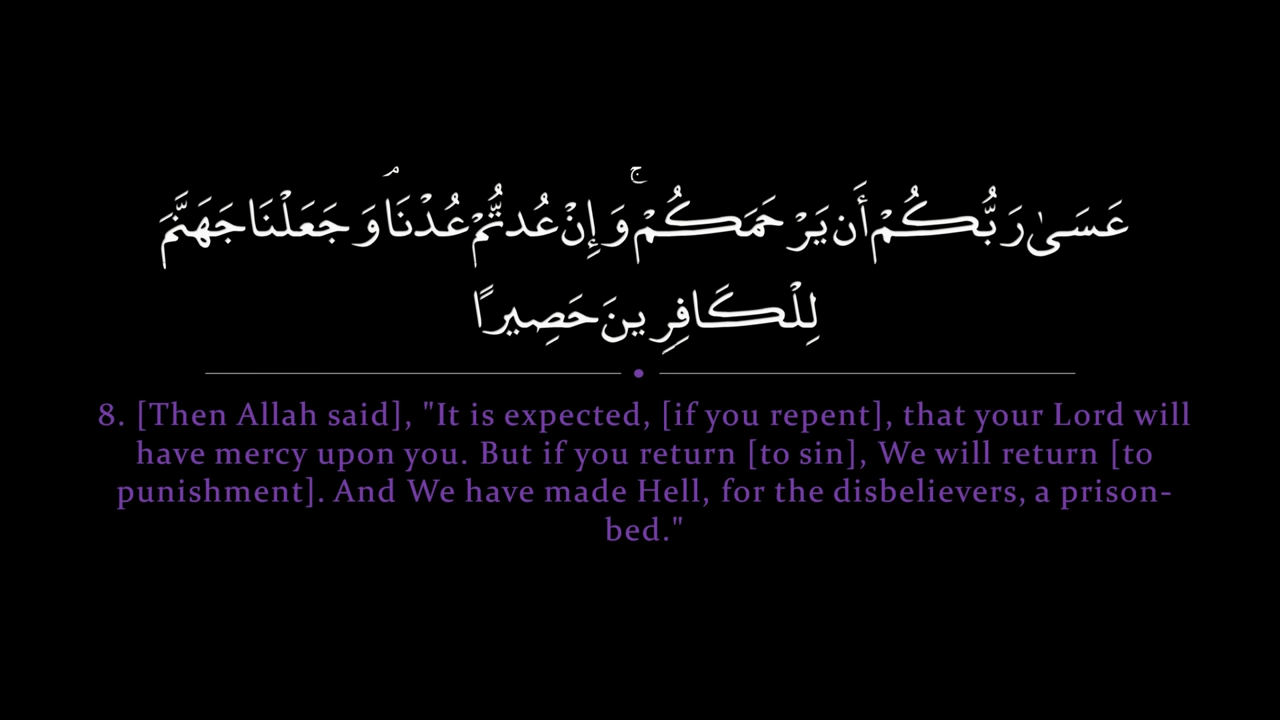 عَسَىٰ رَبُّكُمْ أَن يَرْحَمَكُمْ ۚ وَإِنْ عُدتُّمْ عُدْنَا ۘ وَجَعَلْنَا جَهَنَّمَ
لِلْكَافِرِينَ حَصِيرًا
8. [Then Allah said], "It is expected, [if you repent], that your Lord will
have mercy upon you. But if you return [to sin], We will return [to
punishment]. And We have made Hell, for the disbelievers, a prison-
bed."